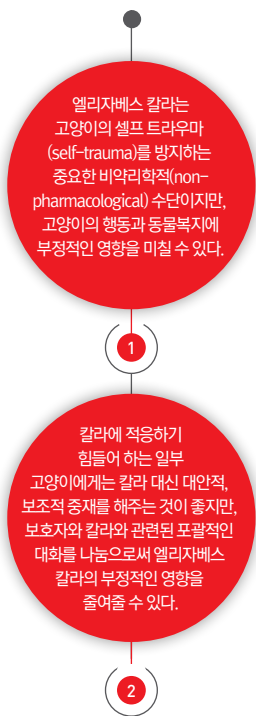 엘리자베스 칼라는
고양이의 셀프 트라우마
(self-trauma)를 방지하는
중요한 비약리학적(non-
pharmacological) 수단이지만,
고양이의 행동과 동물복지에
부정적인 영향을 미칠 수 있다.
1
칼라에 적응하기
힘들어 하는 일부
고양이에게는 칼라 대신 대안적,
보조적 중재를 해주는 것이 좋지만,
보호자와 칼라와 관련된 포괄적인
대화를 나눔으로써 엘리자베스
칼라의 부정적인 영향을
줄여줄 수 있다.
2